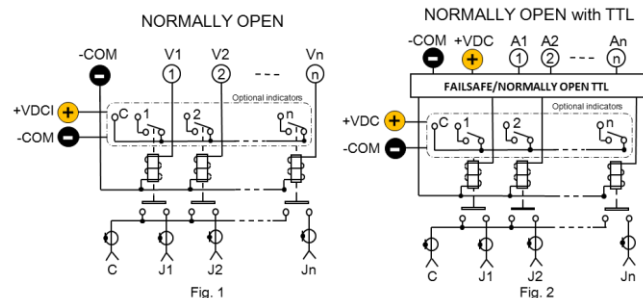 NORMALLY OPEN
-COM V1 V2 Vn
1 2 n
+VDCI
-COM
Optional indicators
C 1 2 n
C J1 J2 Jn
Fig. 1
NORMALLY OPEN with TTL
-COM +VDC A1 A2 An
1 2 n
FAILSAFE/NORMALLY OPEN TTL
Optional indicators
+VDC
-COM
C 1 2 n
C J1 J2 Jn
Fig. 2